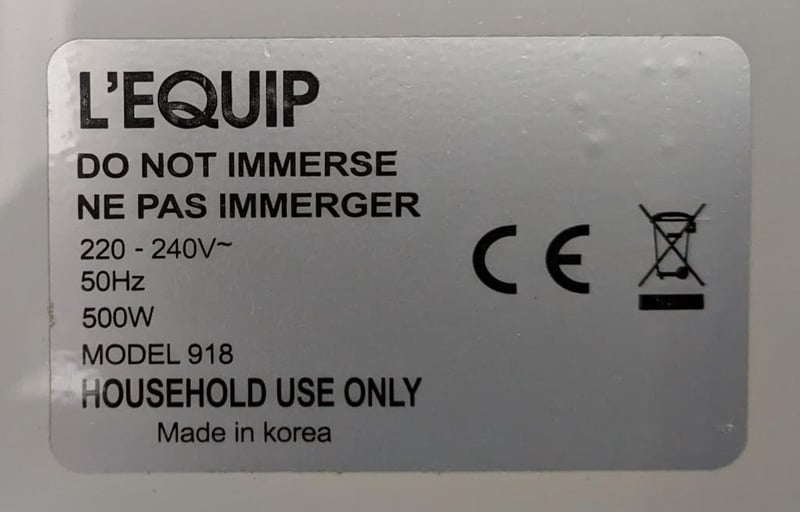 L'EQUIP
DO NOT IMMERSE
NE PAS IMMERGER
220 - 240V~
50Hz
500W
MODEL 918
HOUSEHOLD USE ONLY
Made in korea
CE